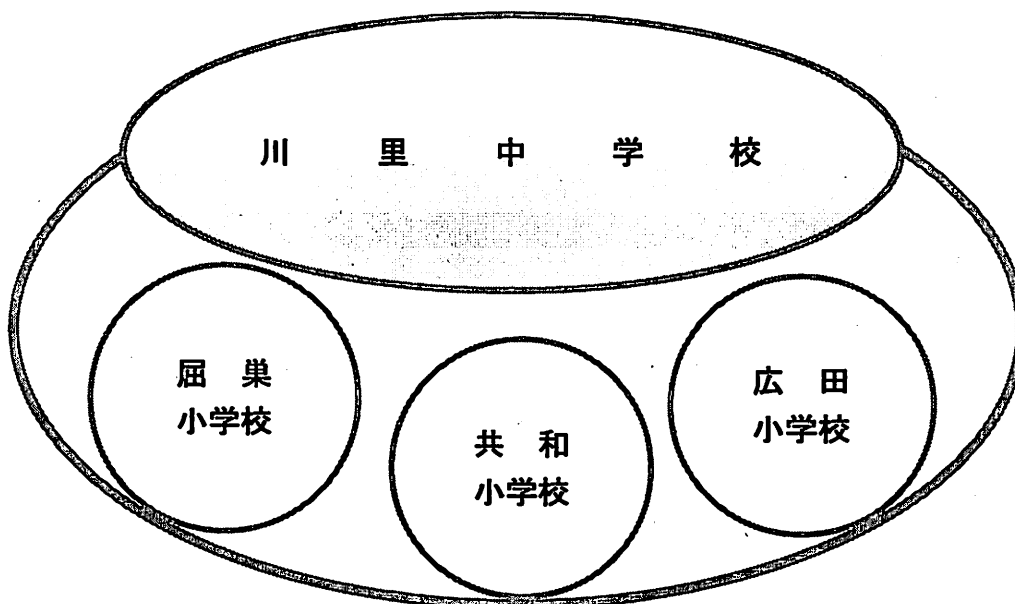 川里中学校
屈巣
小学校
共和
小学校
広田
小学校